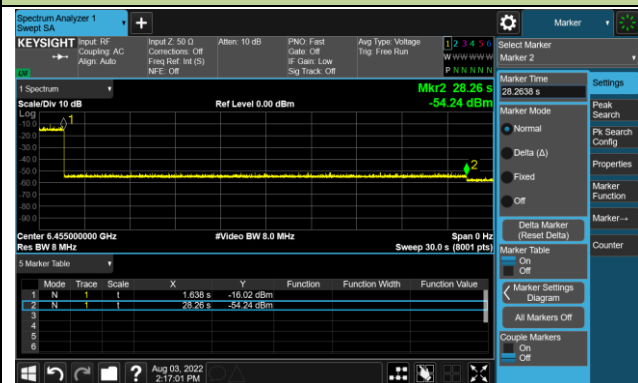 Spectrum Analyzer 1
Swept SA
KEYSIGHT Input: RF Input Z: 50 Ω Atten: 10 dB PNO: Fast Avg Type: Voltage 1 2 3 4 5 6
Coupling: AC Corrections: Off Gate: Off Trig: Free Run
Align: Auto Freq Ref: Int (S) IF Gain: Low W W W W W W
NFE: Off Sig Track: Off P N N N N N
LXI
1 Spectrum
Mkr2 28.26 s
Scale/Div 10 dB Ref Level 0.00 dBm -54.24 dBm
Log
-10.0
-20.0
-30.0
-40.0
-50.0
-60.0
-70.0
-80.0
-90.0
1
2
Center 6.455000000 GHz #Video BW 8.0 MHz Span 0 Hz
Res BW 8 MHz Sweep 30.0 s (8001 pts)
5 Marker Table
Mode Trace Scale X Y Function Function Width Function Value
1 N 1 t 1.638 s -16.02 dBm
2 N 1 t 28.26 s -54.24 dBm
3
4
5
6
Aug 03, 2022
2:17:01 PM
Marker
Select Marker
Marker 2
Marker Time
28.2638 s
Marker Mode
Normal
Delta (Δ)
Fixed
Off
Delta Marker
(Reset Delta)
Marker Table
On
Off
Marker Settings
Diagram
All Markers Off
Couple Markers
On
Off
Settings
Peak
Search
Pk Search
Config
Properties
Marker
Function
Marker→
Counter